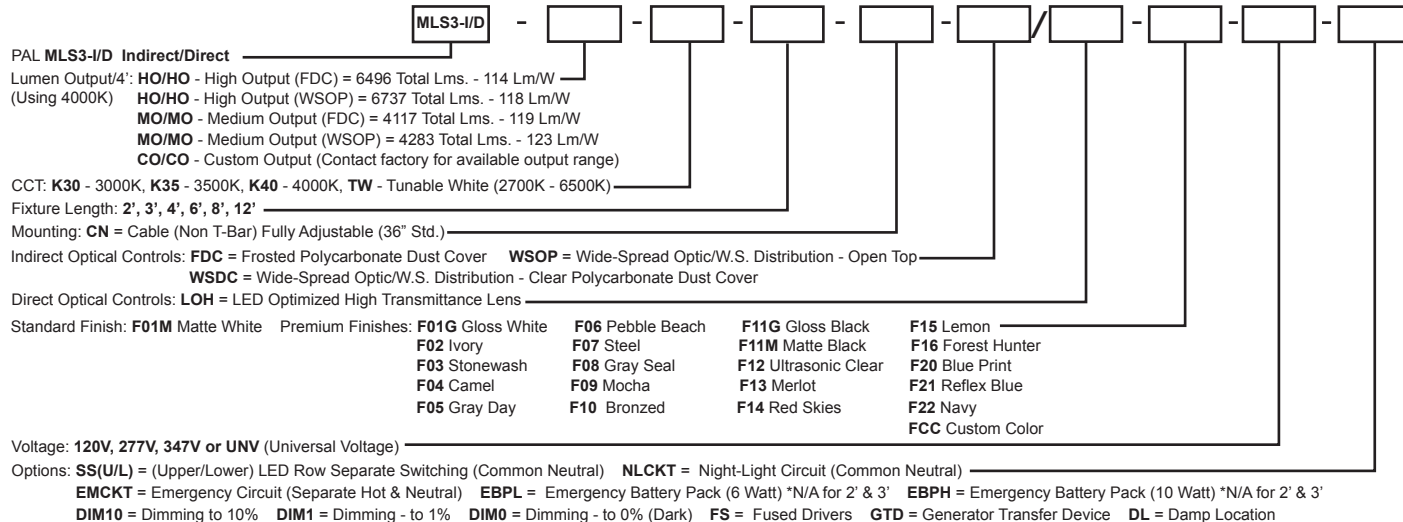 MLS3-I/D - - - - - / - - -
PAL MLS3-I/D Indirect/Direct
Lumen Output/4’: HO/HO - High Output (FDC) = 6496 Total Lms. - 114 Lm/W
(Using 4000K) HO/HO - High Output (WSOP) = 6737 Total Lms. - 118 Lm/W
MO/MO - Medium Output (FDC) = 4117 Total Lms. - 119 Lm/W
MO/MO - Medium Output (WSOP) = 4283 Total Lms. - 123 Lm/W
CO/CO - Custom Output (Contact factory for available output range)
CCT: K30 - 3000K, K35 - 3500K, K40 - 4000K, TW - Tunable White (2700K - 6500K)
Fixture Length: 2’, 3’, 4’, 6’, 8’, 12’
Mounting: CN = Cable (Non T-Bar) Fully Adjustable (36” Std.)
Indirect Optical Controls: FDC = Frosted Polycarbonate Dust Cover WSOP = Wide-Spread Optic/W.S. Distribution - Open Top
WSDC = Wide-Spread Optic/W.S. Distribution - Clear Polycarbonate Dust Cover
Direct Optical Controls: LOH = LED Optimized High Transmittance Lens
Standard Finish: F01M Matte White Premium Finishes: F01G Gloss White F06 Pebble Beach F11G Gloss Black F15 Lemon
F02 Ivory F07 Steel F11M Matte Black F16 Forest Hunter
F03 Stonewash F08 Gray Seal F12 Ultrasonic Clear F20 Blue Print
F04 Camel F09 Mocha F13 Merlot F21 Reflex Blue
F05 Gray Day F10 Bronzed F14 Red Skies F22 Navy
FCC Custom Color
Voltage: 120V, 277V, 347V or UNV (Universal Voltage)
Options: SS(U/L) = (Upper/Lower) LED Row Separate Switching (Common Neutral) NLCKT = Night-Light Circuit (Common Neutral)
EMCKT = Emergency Circuit (Separate Hot & Neutral) EBPL = Emergency Battery Pack (6 Watt) *N/A for 2’ & 3’ EBPH = Emergency Battery Pack (10 Watt) *N/A for 2’ & 3’
DIM10 = Dimming to 10% DIM1 = Dimming - to 1% DIM0 = Dimming - to 0% (Dark) FS = Fused Drivers GTD = Generator Transfer Device DL = Damp Location